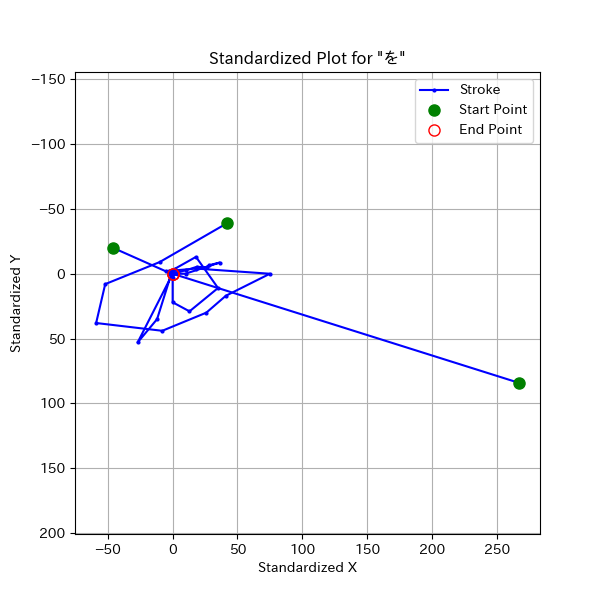 Standardized Plot for "を"
Stroke
Start Point
End Point
−150
−100
−50
0
50
100
150
200
Standardized Y
−50 0 50 100 150 200 250
Standardized X